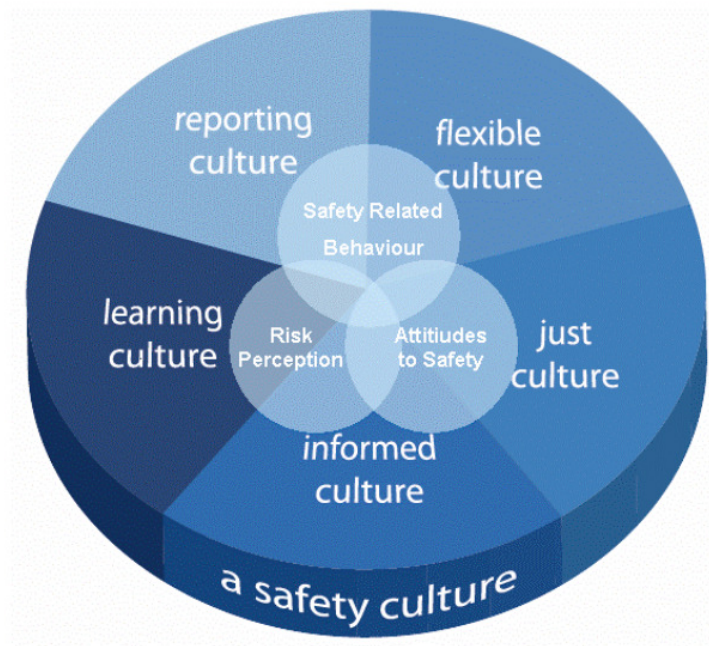 reporting
culture
flexible
culture
Safety Related
Behaviour
learning
culture
Risk
Perception
Attitiudes
to Safety
just
culture
informed
culture
a safety culture